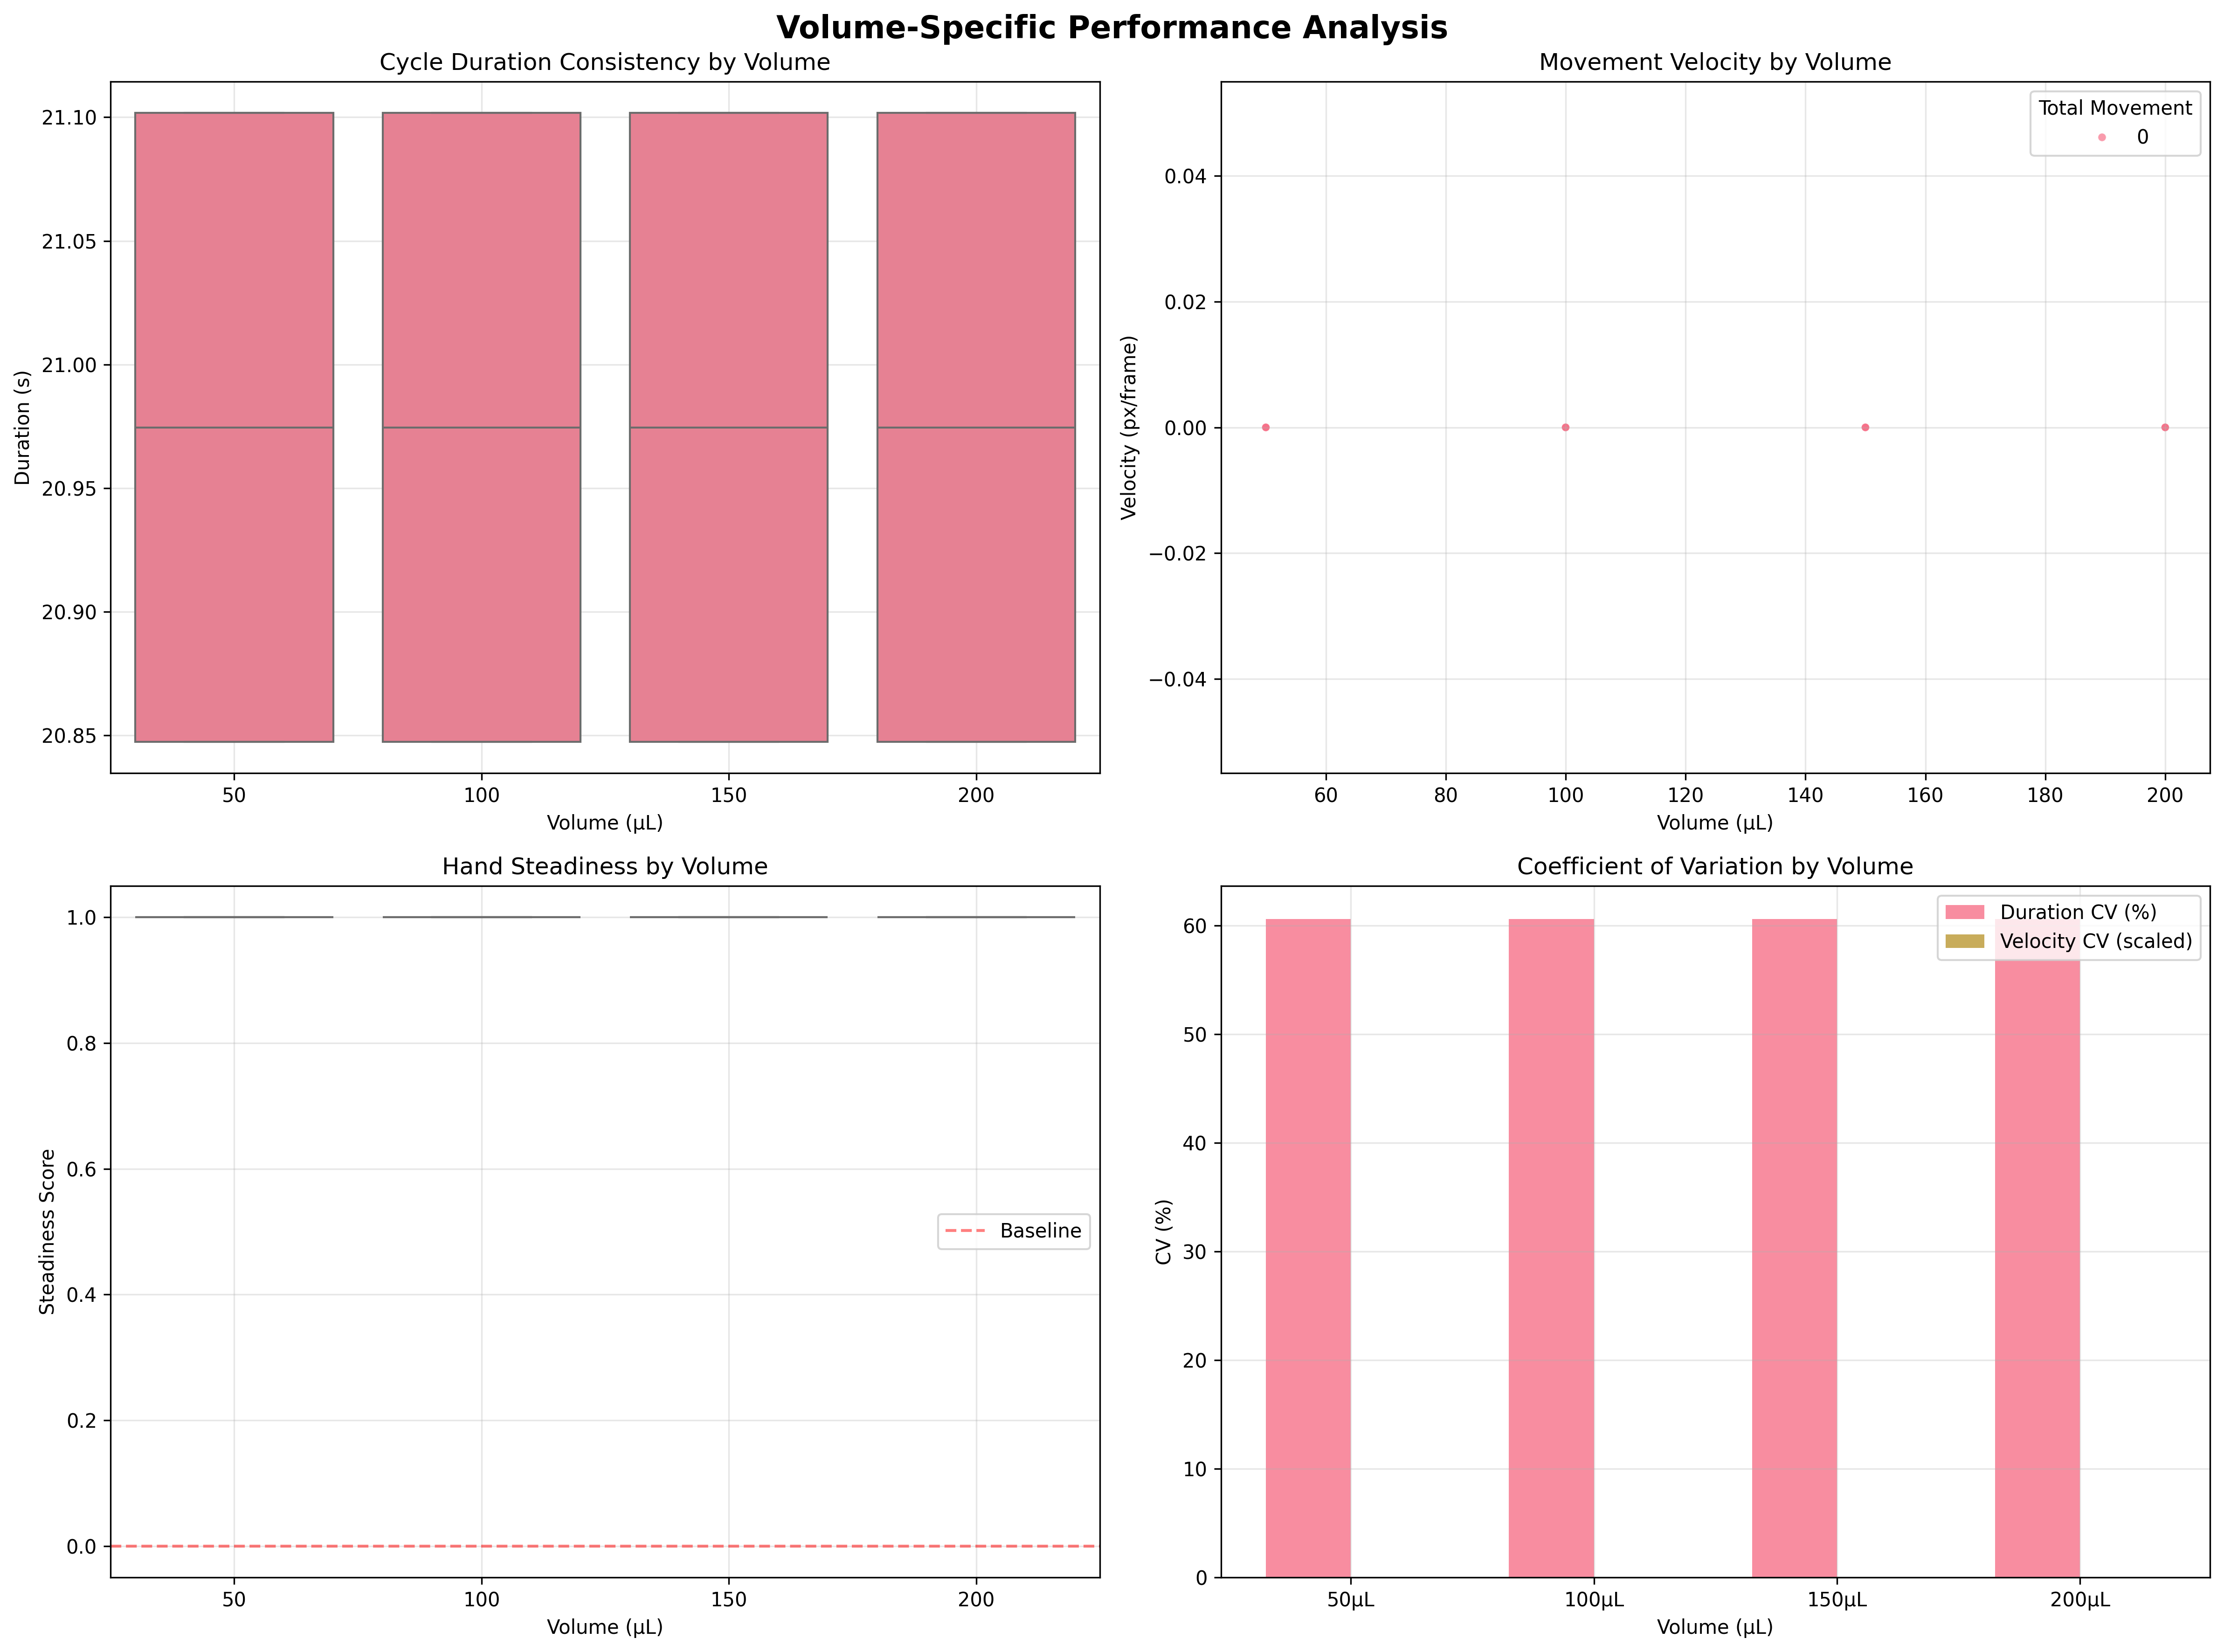 Volume-Specific Performance Analysis
Cycle Duration Consistency by Volume
Duration (s)
21.10
21.05
21.00
20.95
20.90
20.85
50 100 150 200
Volume (µL)
Movement Velocity by Volume
Total Movement
0
Velocity (px/frame)
0.04
0.02
0.00
−0.02
−0.04
60 80 100 120 140 160 180 200
Volume (µL)
Hand Steadiness by Volume
Steadiness Score
1.0
0.8
0.6
0.4
0.2
0.0
Baseline
50 100 150 200
Volume (µL)
Coefficient of Variation by Volume
Duration CV (%)
Velocity CV (scaled)
CV (%)
60
50
40
30
20
10
0
50µL 100µL 150µL 200µL
Volume (µL)